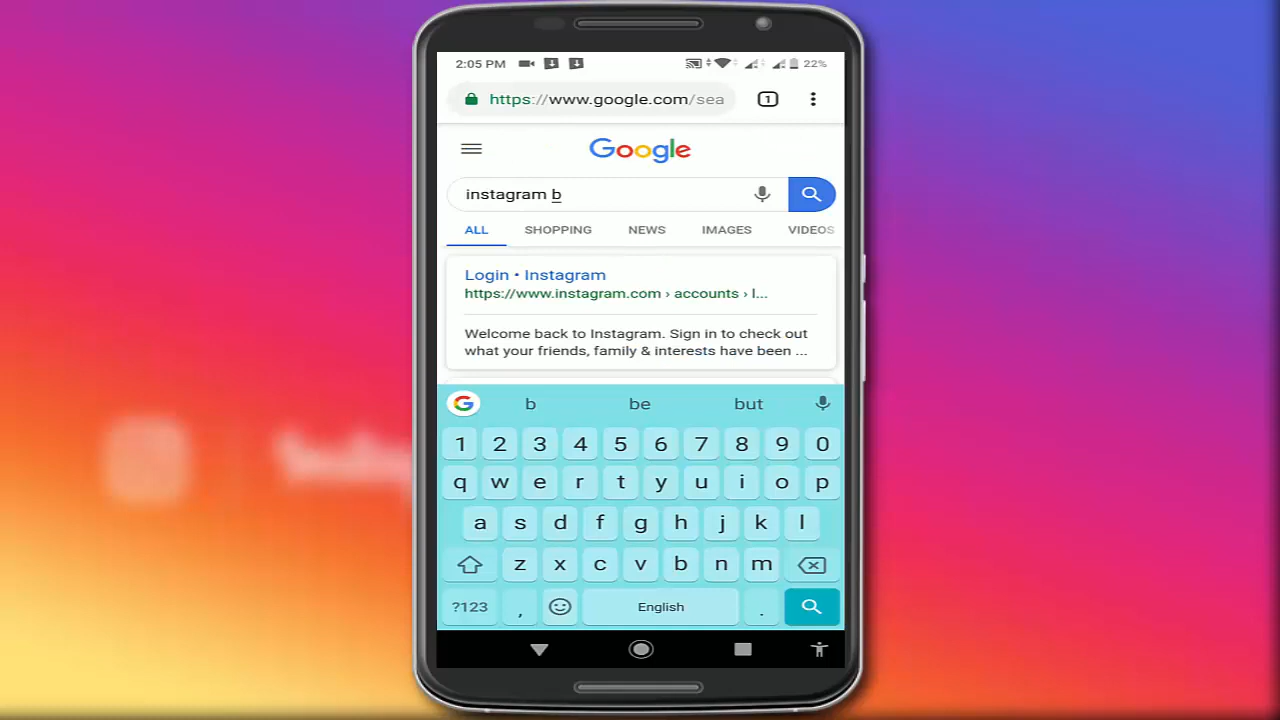 2:05 PM 22%
https://www.google.com/sea 1
Google
instagram b
ALL SHOPPING NEWS IMAGES VIDEOS
Login • Instagram
https://www.instagram.com › accounts › l...
Welcome back to Instagram. Sign in to check out
what your friends, family & interests have been ...
G b be but
1 2 3 4 5 6 7 8 9 0
q w e r t y u i o p
a s d f g h j k l
z x c v b n m
?123 , English .